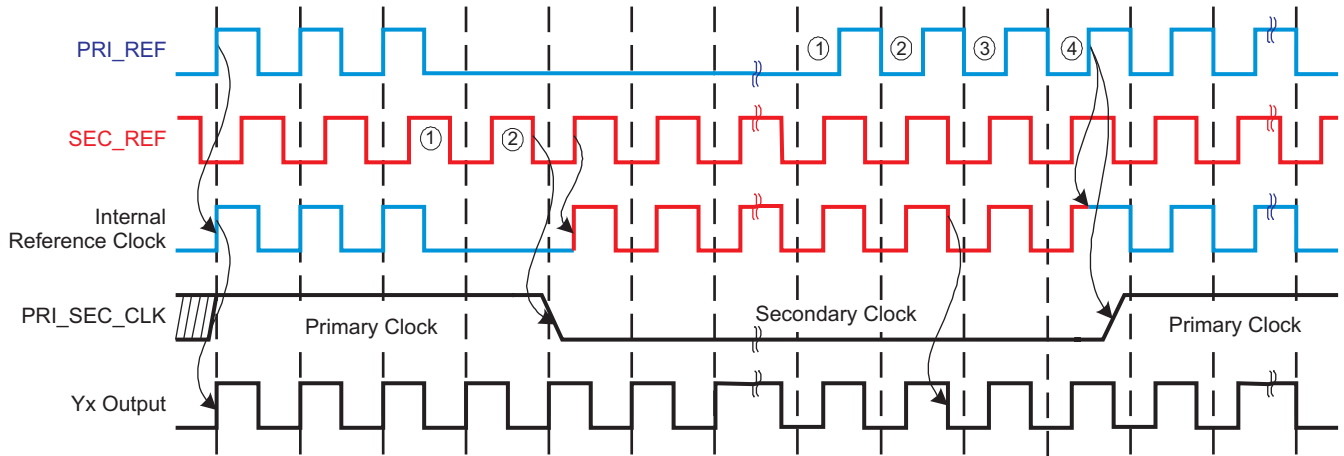 PRI_REF
1 2 3 4
SEC_REF
1 2
Internal
Reference Clock
PRI_SEC_CLK
Primary Clock
Secondary Clock
Primary Clock
Yx Output